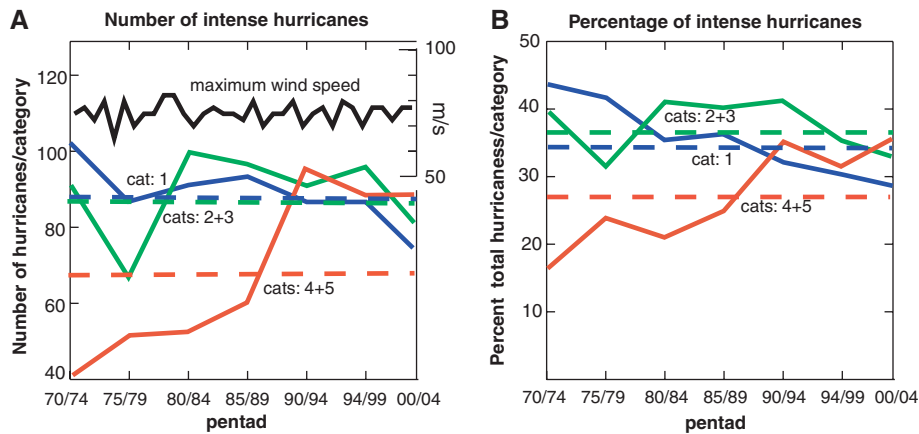 A
Number of intense hurricanes
Number of hurricanes/category
120
100
80
60
40
100
50
m/s
maximum wind speed
cat: 1
cats: 2+3
cats: 4+5
70/74 75/79 80/84 85/89 90/94 94/99 00/04
pentad
B
Percentage of intense hurricanes
Percent total hurricaness/category
50
40
30
20
10
cats: 2+3
cat: 1
cats: 4+5
70/74 75/79 80/84 85/89 90/94 94/99 00/04
pentad